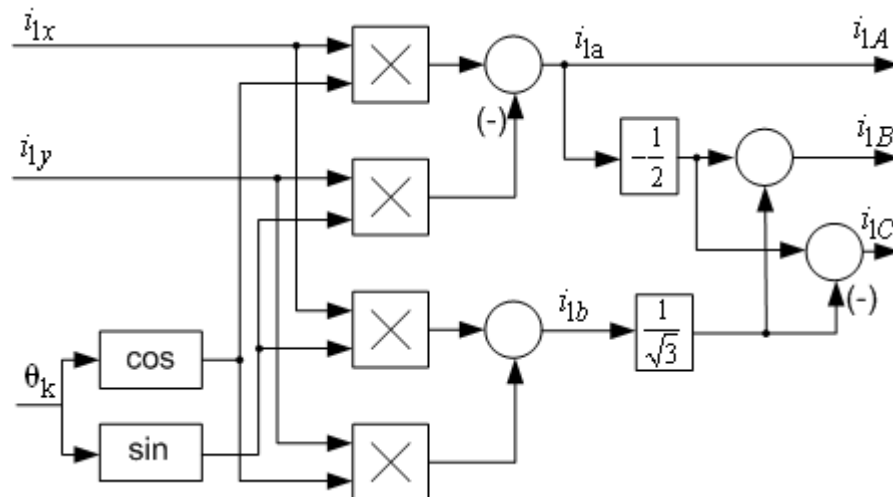 i1x
i1a
i1A
(-)
-1/2
i1B
i1y
i1C
(-)
i1b
1/√3
cos
θk
sin